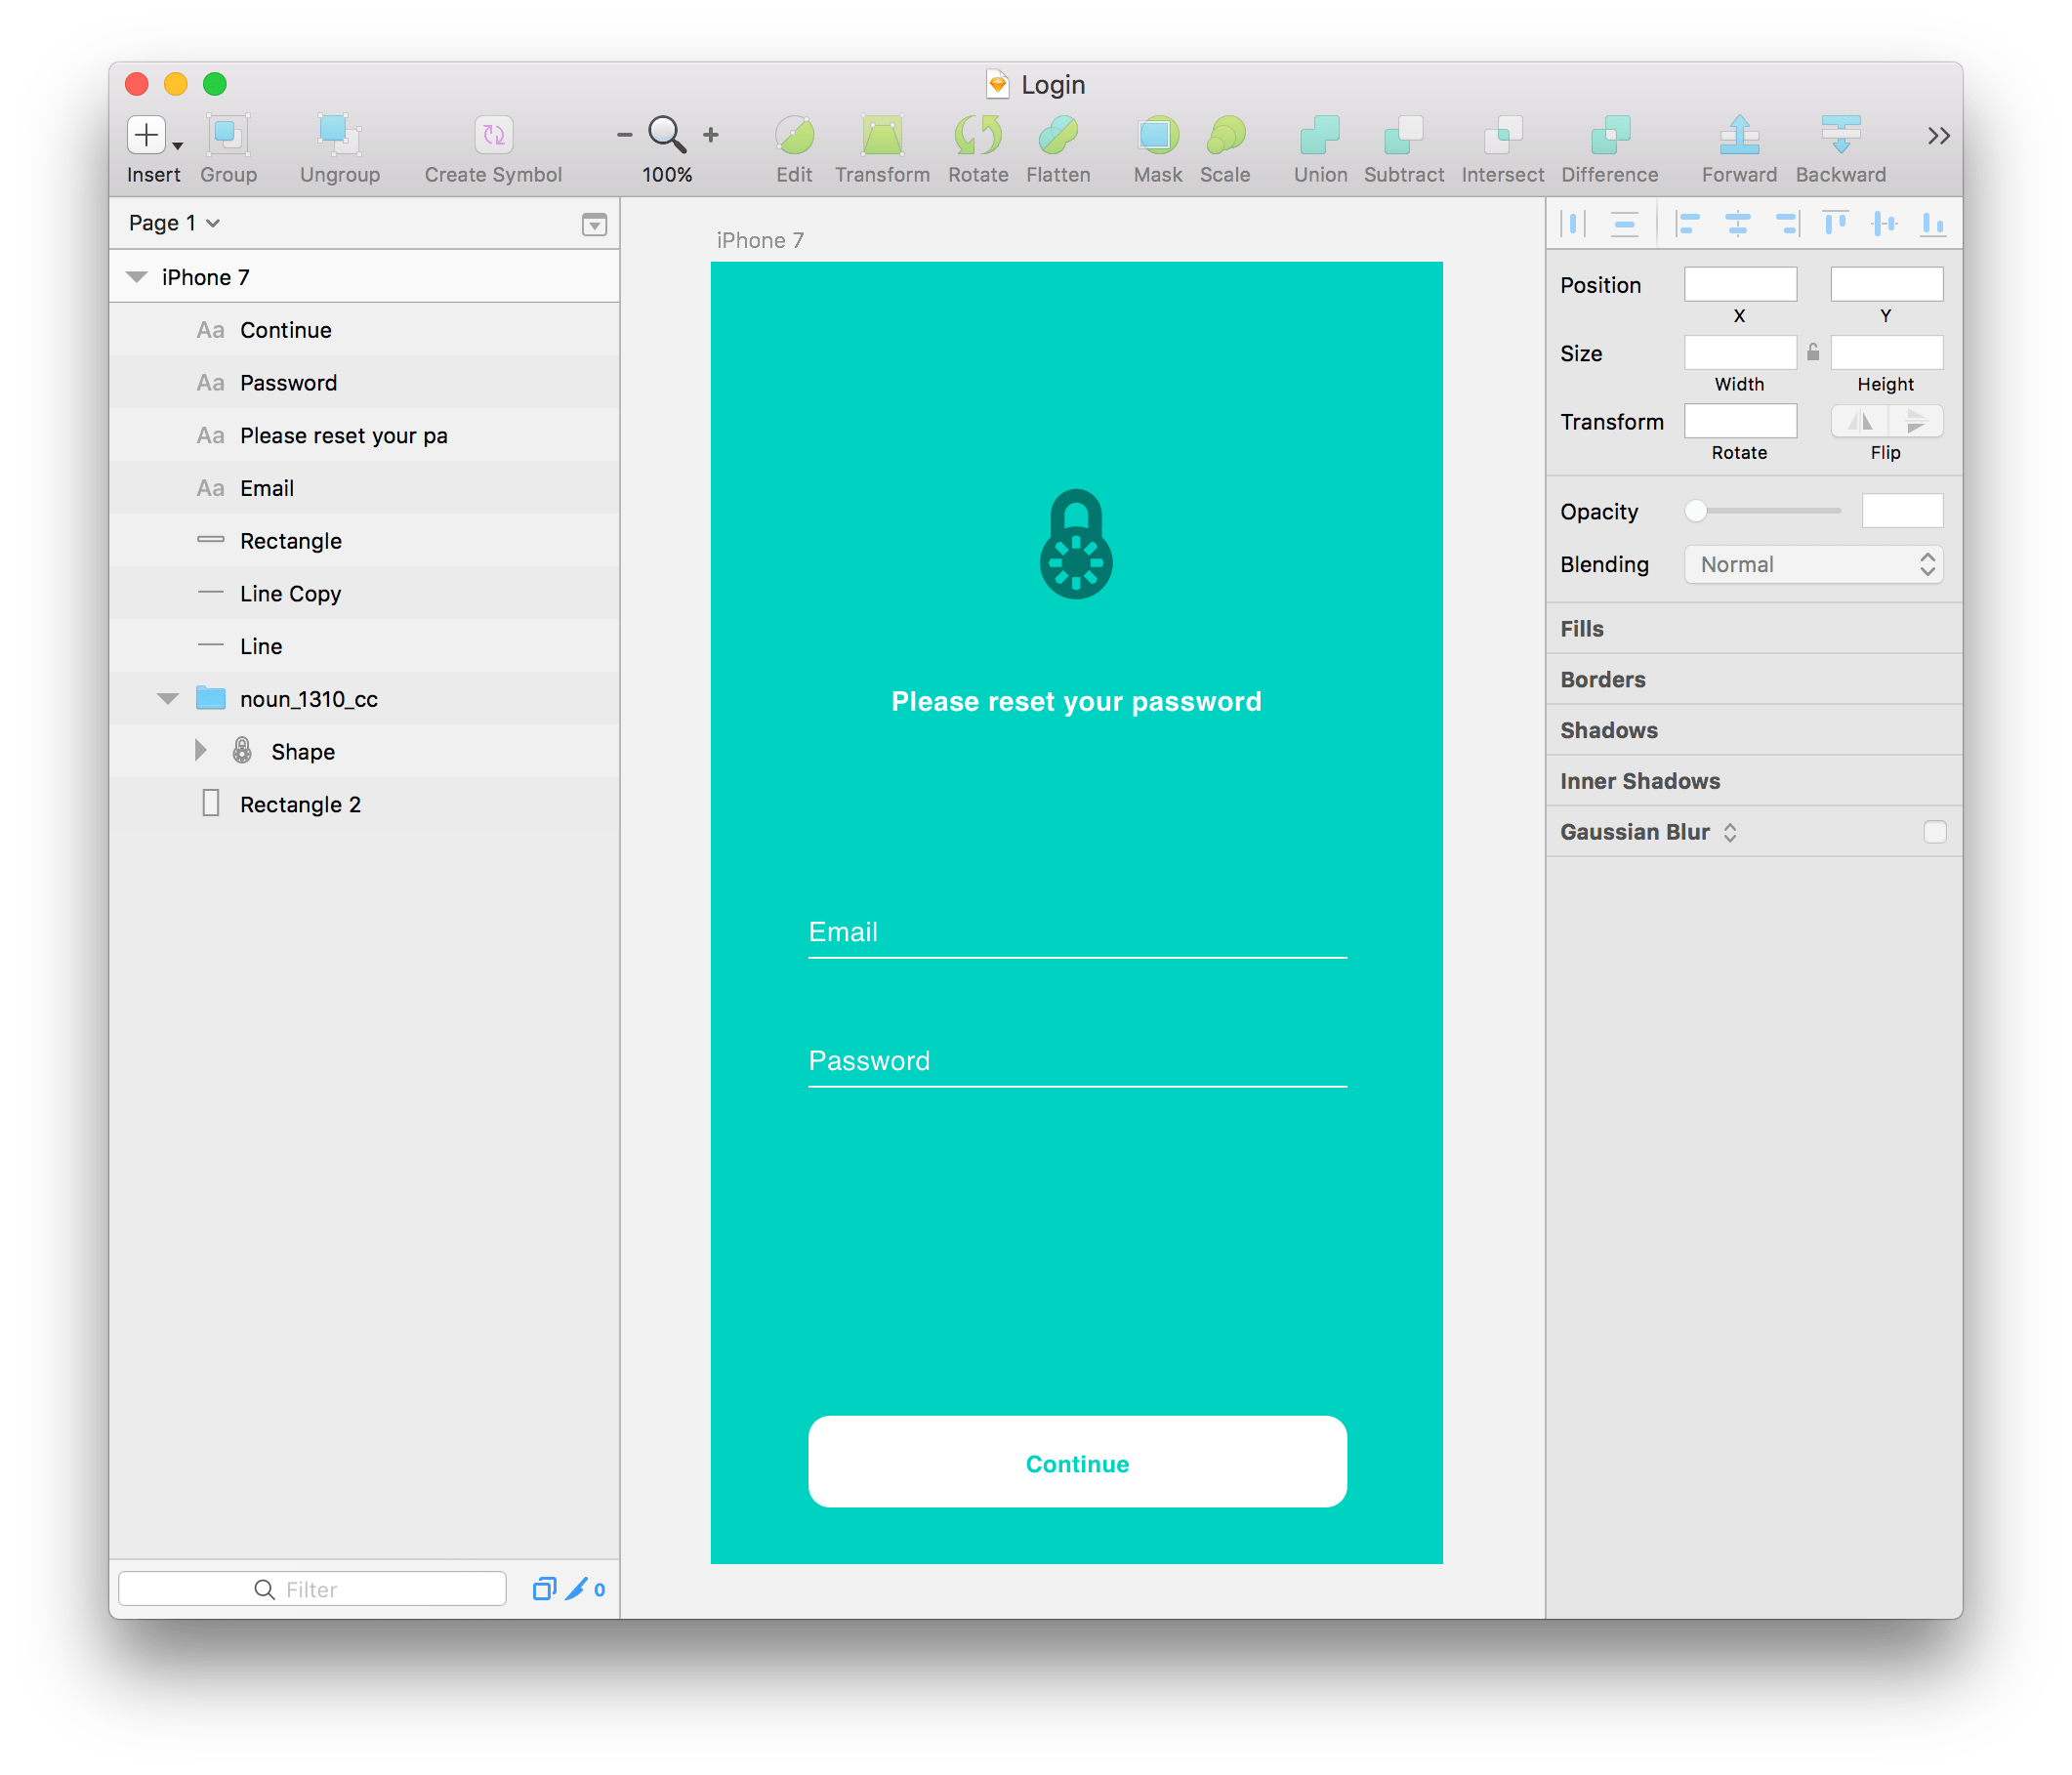 Login
Insert Group Ungroup Create Symbol 100% Edit Transform Rotate Flatten Mask Scale Union Subtract Intersect Difference Forward Backward
Page 1
iPhone 7
Continue
Aa Password
Aa Please reset your pa
Aa Email
Rectangle
Line Copy
Line
noun_1310_cc
Shape
Rectangle 2
Filter
0
iPhone 7
Please reset your password
Email
Password
Continue
Position
X Y
Size
Width Height
Transform
Rotate Flip
Opacity
Blending Normal
Fills
Borders
Shadows
Inner Shadows
Gaussian Blur